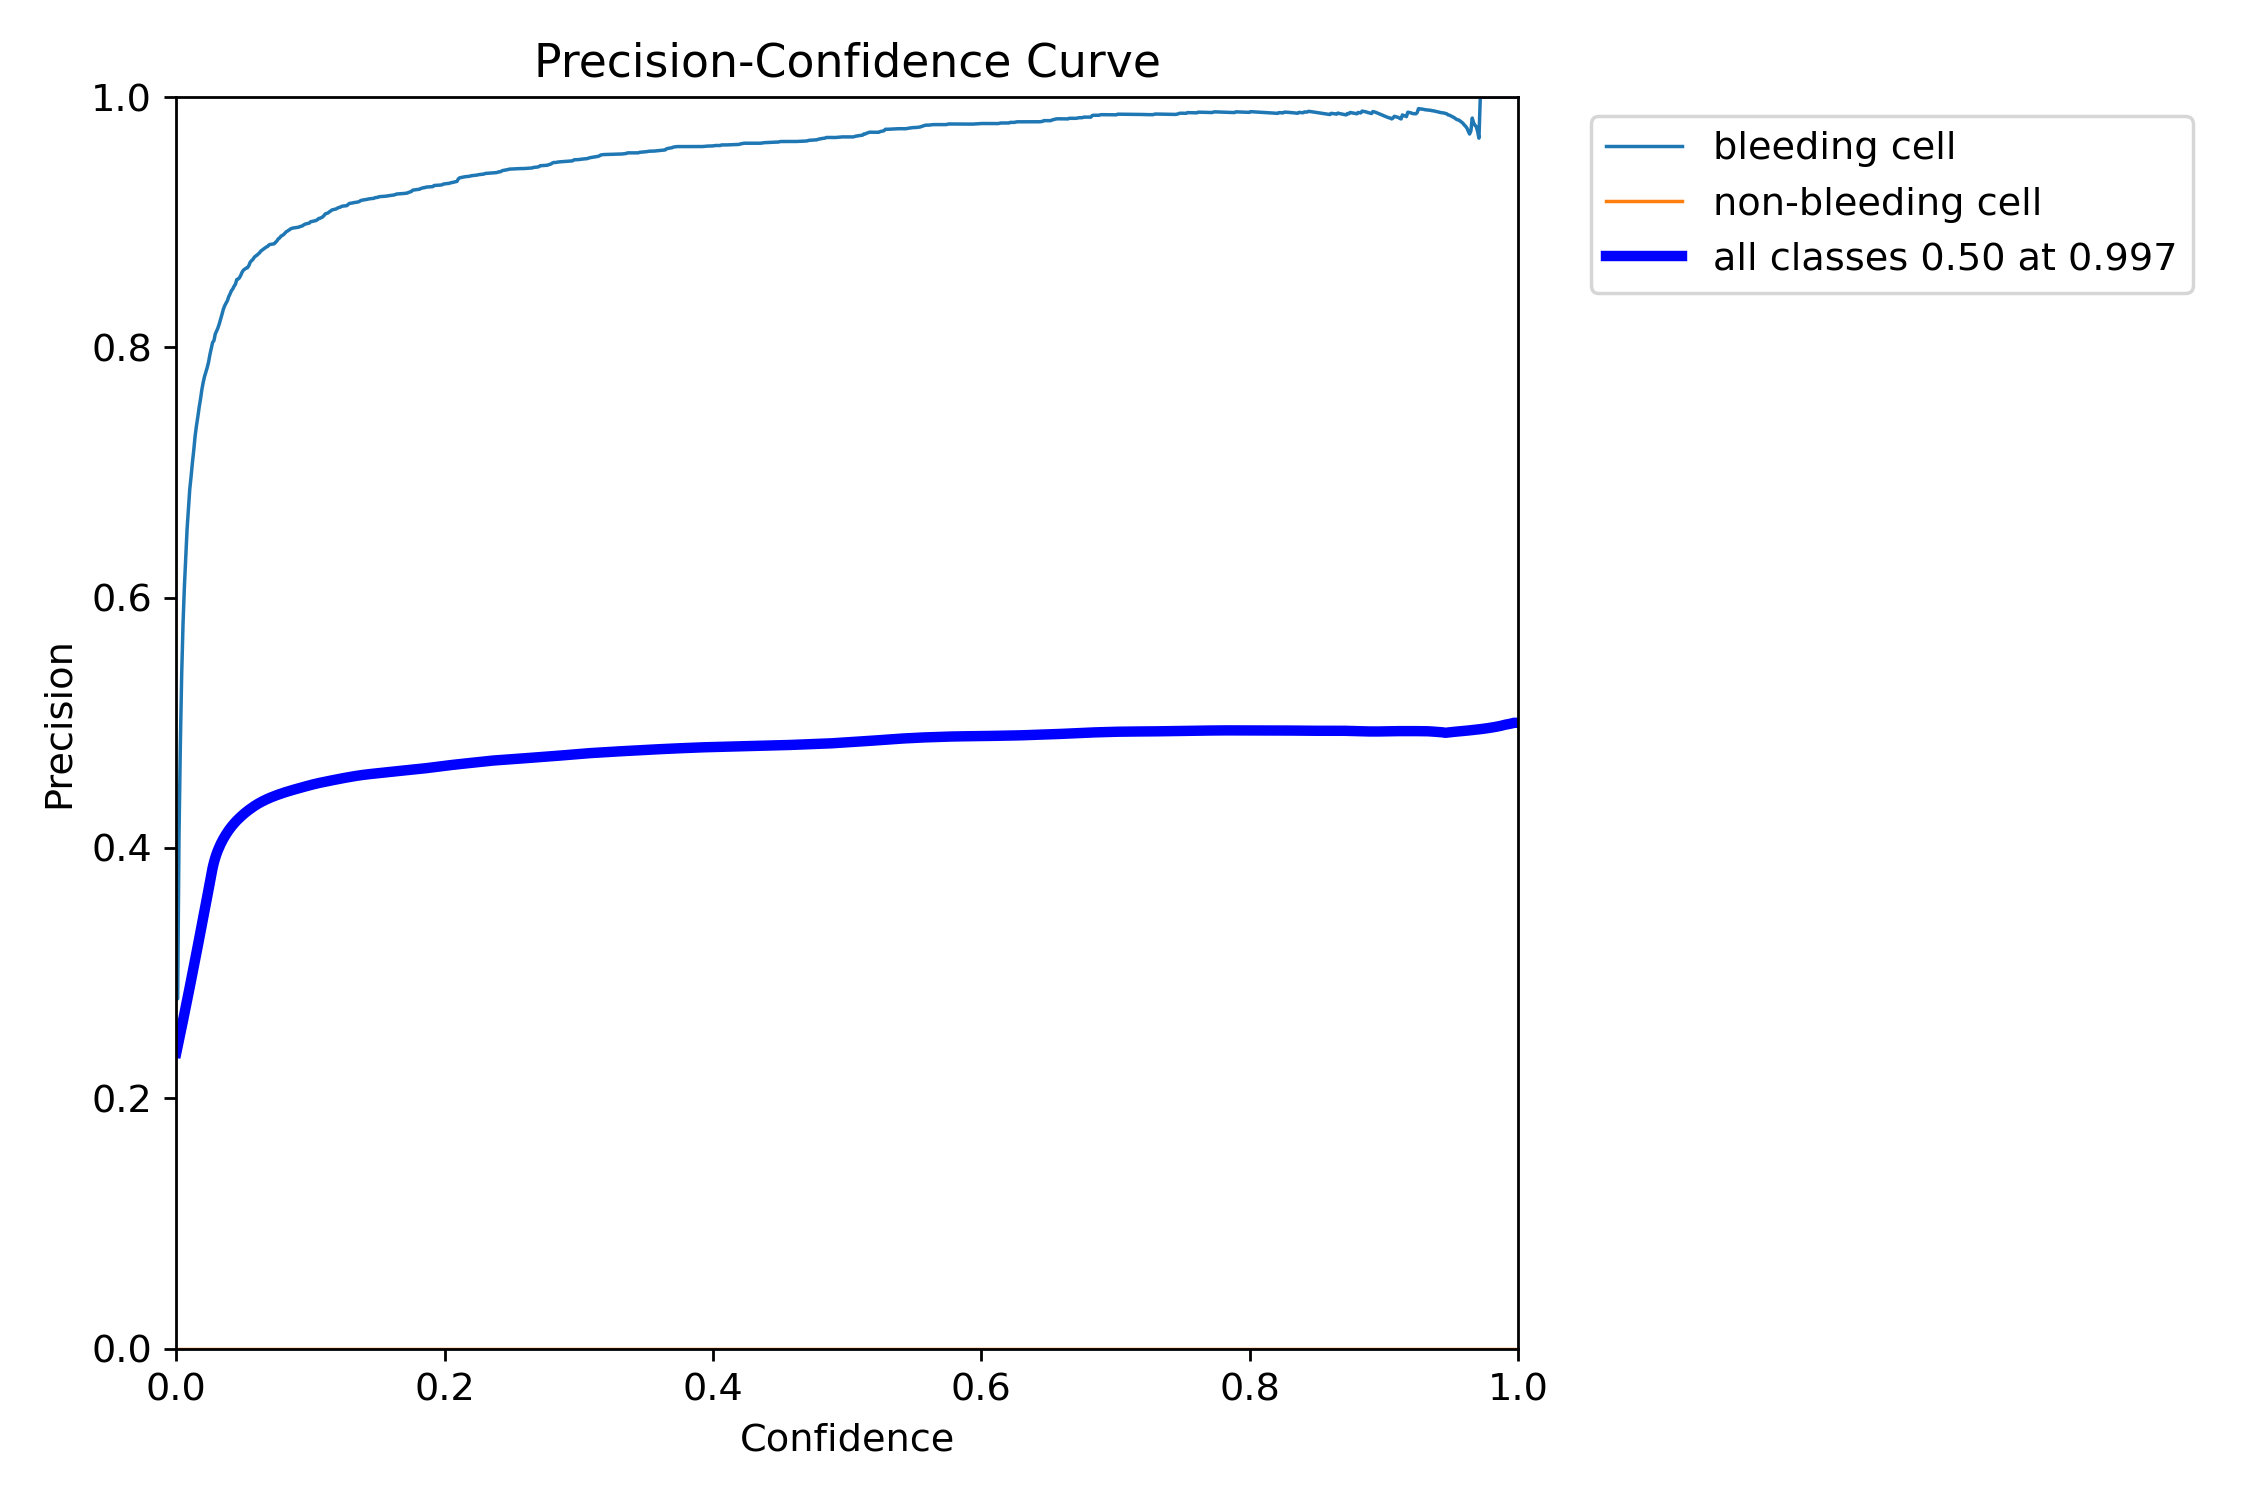 Precision-Confidence Curve
1.0
0.8
0.6
0.4
0.2
0.0
Precision
0.0 0.2 0.4 0.6 0.8 1.0
Confidence
bleeding cell
non-bleeding cell
all classes 0.50 at 0.997